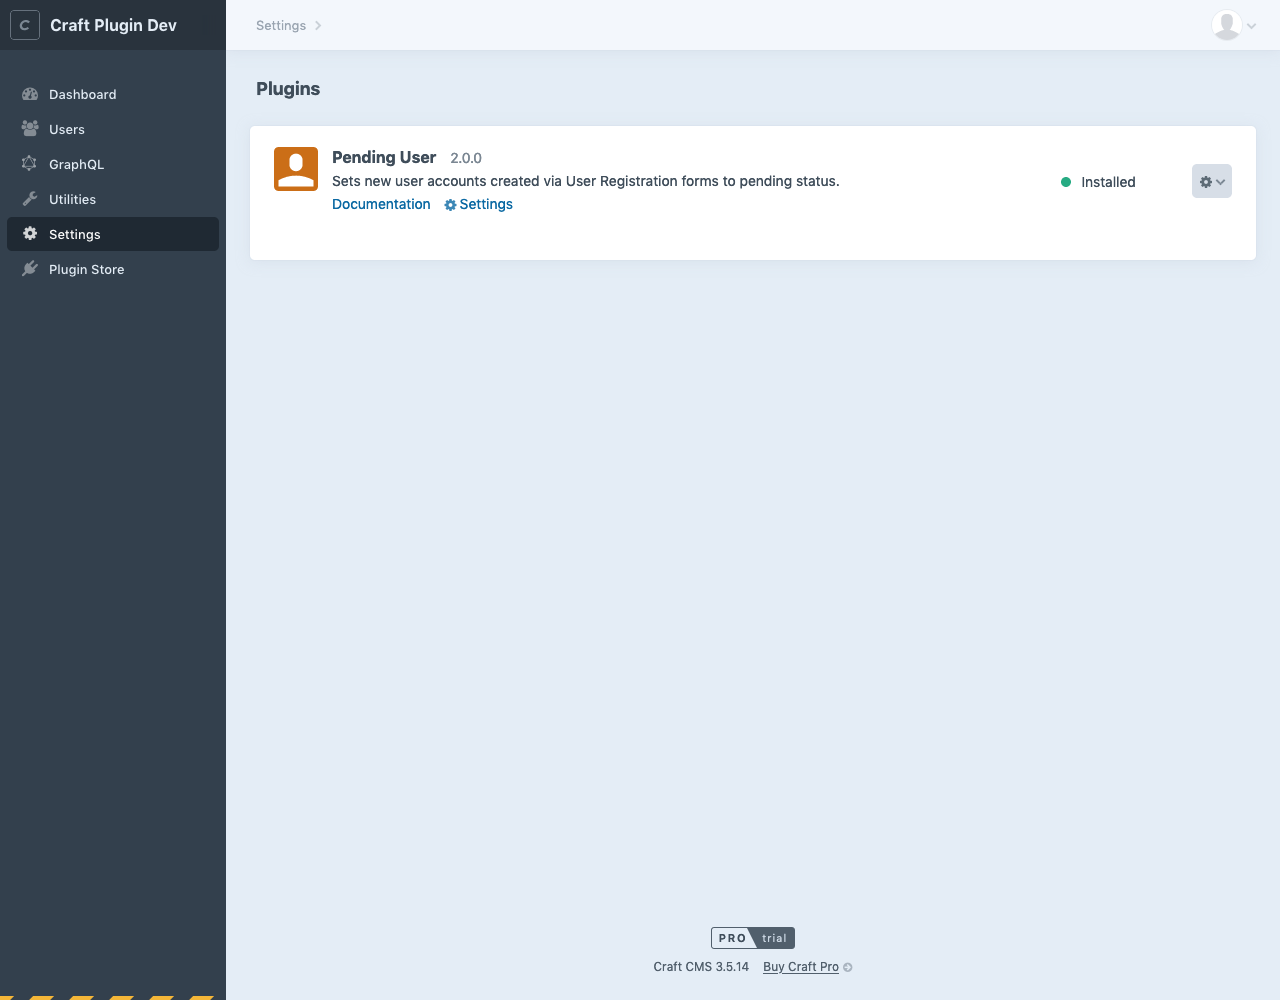 C Craft Plugin Dev
Settings
Dashboard
Users
GraphQL
Utilities
Settings
Plugin Store
Plugins
Pending User 2.0.0
Sets new user accounts created via User Registration forms to pending status.
Documentation Settings
Installed
PRO trial
Craft CMS 3.5.14 Buy Craft Pro